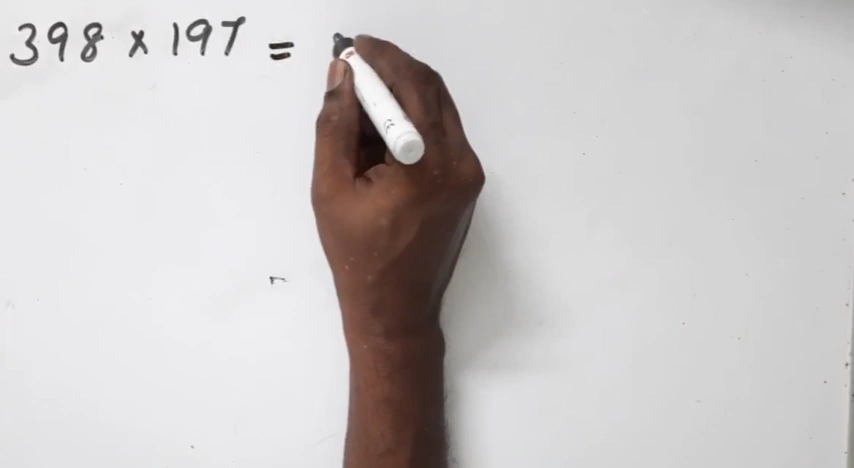 398 × 197 =